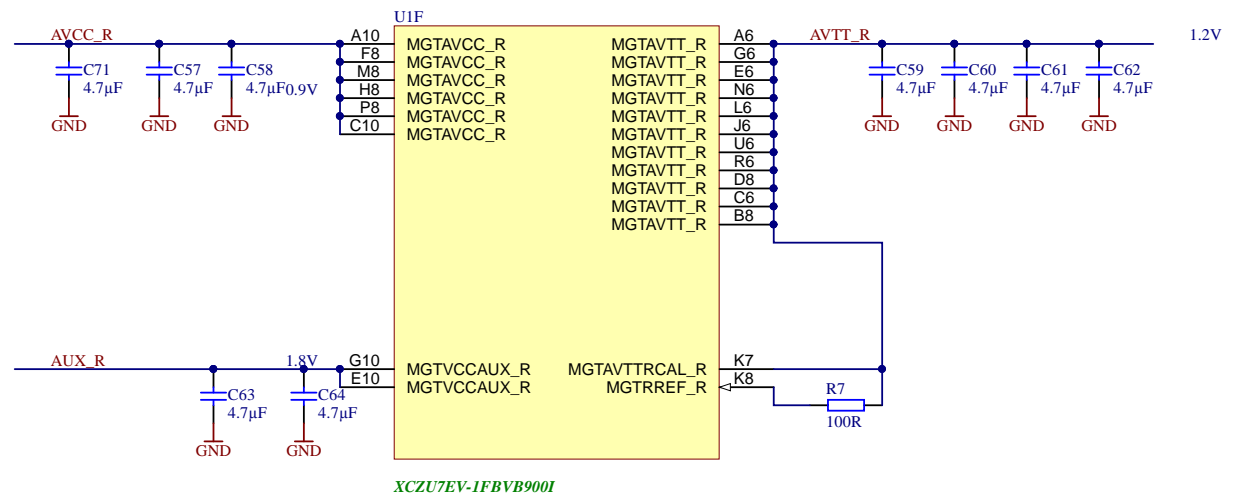 U1F
AVCC_R
A10
MGTAVCC_R
MGTAVTT_R
A6
AVTT_R
1.2V
F8
MGTAVCC_R
MGTAVTT_R
G6
C71
4.7µF
C57
4.7µF
C58
4.7µF
0.9V
M8
MGTAVCC_R
MGTAVTT_R
E6
C59
4.7µF
C60
4.7µF
C61
4.7µF
C62
4.7µF
H8
MGTAVCC_R
MGTAVTT_R
N6
P8
MGTAVCC_R
MGTAVTT_R
L6
GND
GND
GND
C10
MGTAVCC_R
MGTAVTT_R
J6
GND
GND
GND
GND
MGTAVTT_R
U6
MGTAVTT_R
R6
MGTAVTT_R
D8
MGTAVTT_R
C6
MGTAVTT_R
B8
AUX_R
1.8V
G10
MGTVCCAUX_R
MGTAVTTRCAL_R
K7
E10
MGTVCCAUX_R
MGTRREF_R
K8
C63
4.7µF
C64
4.7µF
R7
100R
GND
GND
XCZU7EV-1FBVB900I